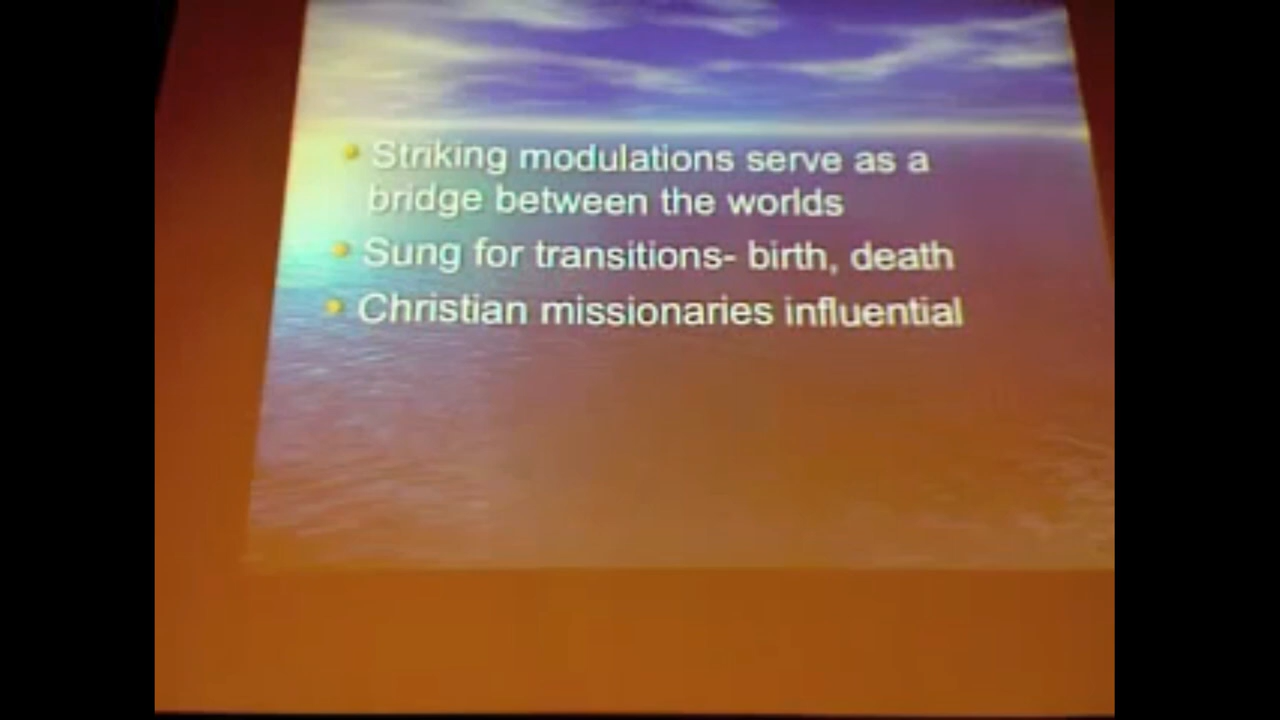 Striking modulations serve as a
bridge between the worlds
Sung for transitions- birth, death
Christian missionaries influential